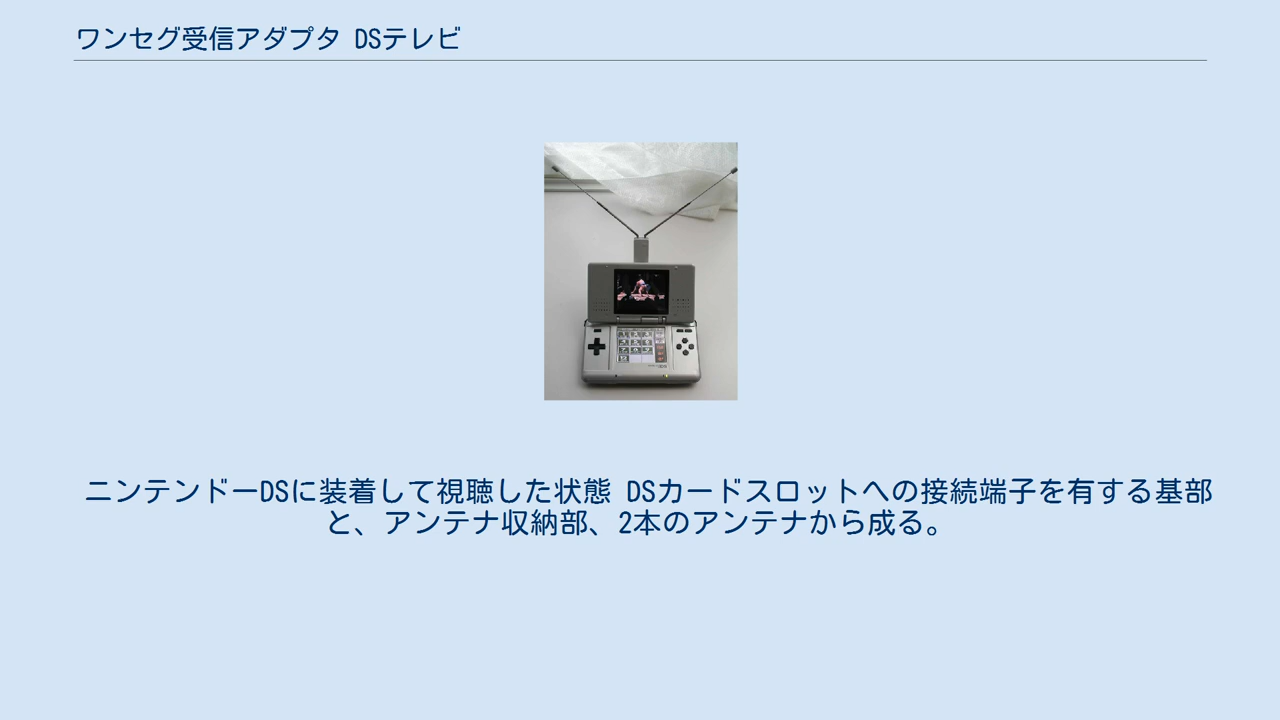 ワンセグ受信アダプタ DSテレビ
ニンテンドーDSに装着して視聴した状態 DSカードスロットへの接続端子を有する基部
と、アンテナ収納部、2本のアンテナから成る。